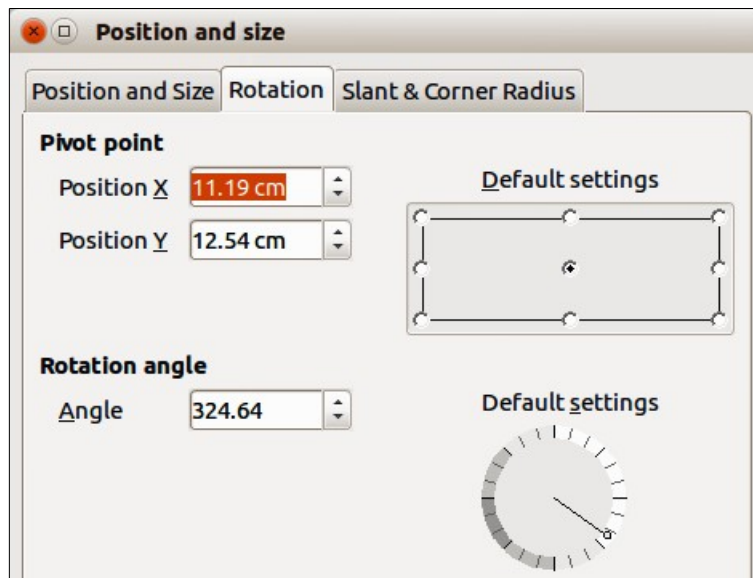 Position and size
Position and Size Rotation Slant & Corner Radius
Pivot point
Position X 11.19 cm
Default settings
Position Y 12.54 cm
Rotation angle
Angle 324.64
Default settings